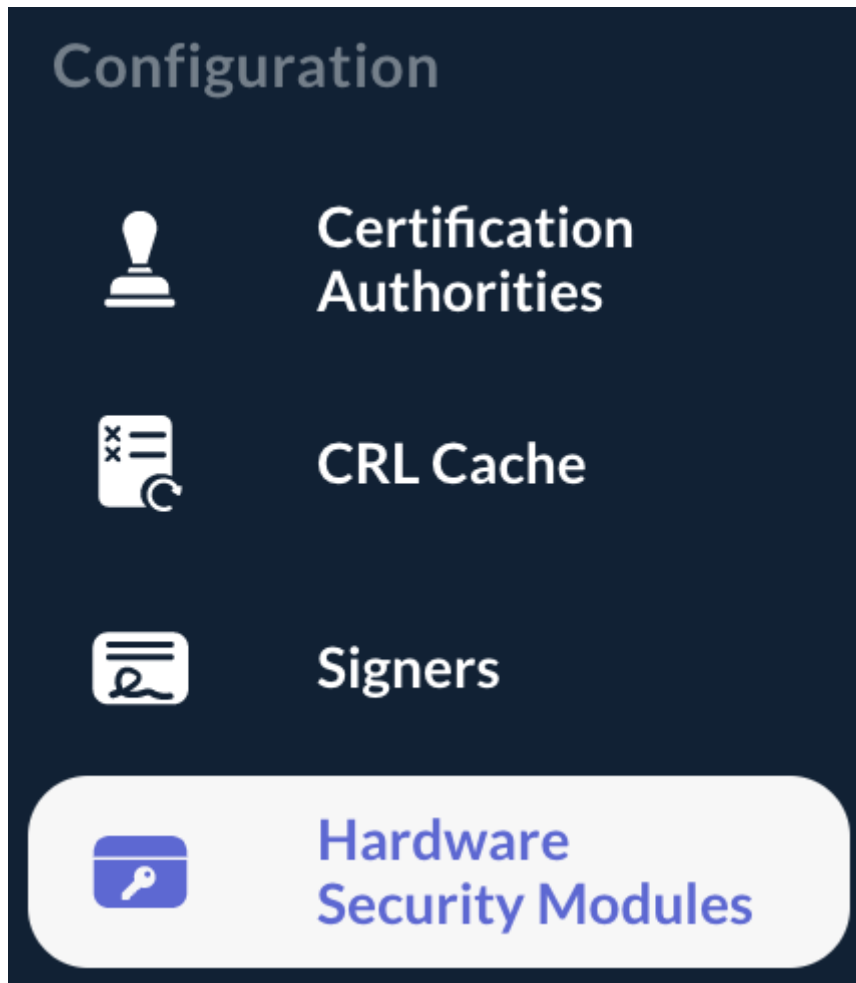 Configuration
Certification
Authorities
CRL Cache
Signers
Hardware
Security Modules